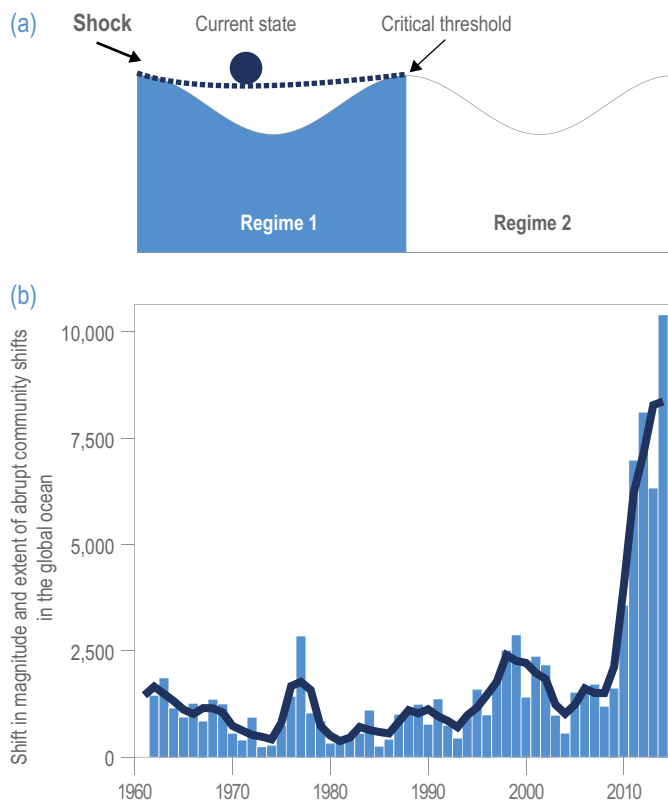 (a)
Shock
Current state
Critical threshold
Regime 1
Regime 2
(b)
Shift in magnitude and extent of abrupt community shifts
in the global ocean
10,000
7,500
5,000
2,500
0
1960
1970
1980
1990
2000
2010